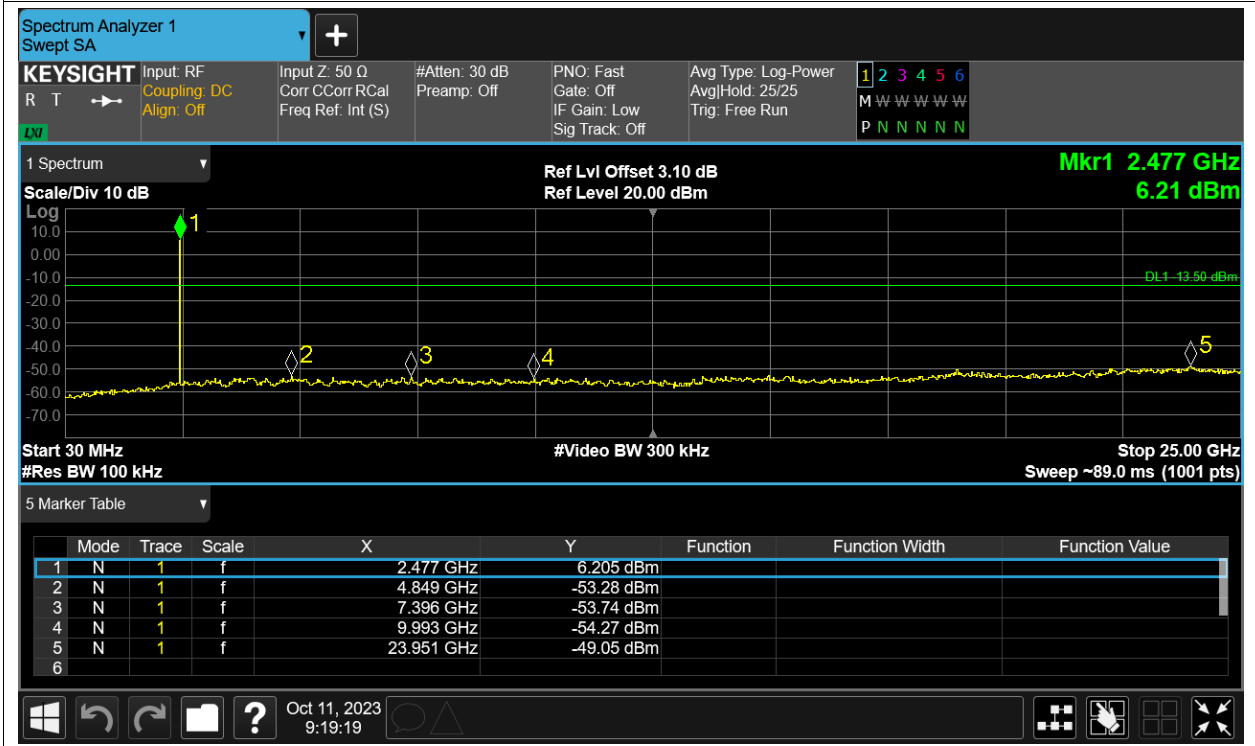 Spectrum Analyzer 1
Swept SA
▼
+
KEYSIGHT
R T
LXI
Input: RF
Coupling: DC
Align: Off
Input Z: 50 Ω
Corr CCorr RCal
Freq Ref: Int (S)
#Atten: 30 dB
Preamp: Off
PNO: Fast
Gate: Off
IF Gain: Low
Sig Track: Off
Avg Type: Log-Power
Avg|Hold: 25/25
Trig: Free Run
1 2 3 4 5 6
M W W W W W
P N N N N N
1 Spectrum ▼
Scale/Div 10 dB
Ref Lvl Offset 3.10 dB
Ref Level 20.00 dBm
Mkr1 2.477 GHz
6.21 dBm
Log
10.0
0.00
-10.0
-20.0
-30.0
-40.0
-50.0
-60.0
-70.0
1
2
3
4
5
DL1 -13.50 dBm
Start 30 MHz
#Res BW 100 kHz
#Video BW 300 kHz
Stop 25.00 GHz
Sweep ~89.0 ms (1001 pts)
5 Marker Table ▼
Mode Trace Scale X Y Function Function Width Function Value
1 N 1 f 2.477 GHz 6.205 dBm
2 N 1 f 4.849 GHz -53.28 dBm
3 N 1 f 7.396 GHz -53.74 dBm
4 N 1 f 9.993 GHz -54.27 dBm
5 N 1 f 23.951 GHz -49.05 dBm
6
?
Oct 11, 2023
9:19:19